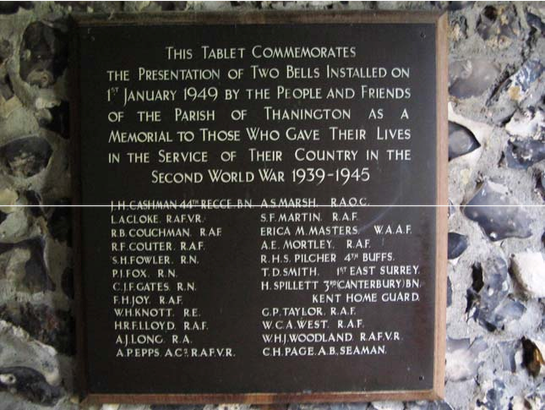 THIS TABLET COMMEMORATES
THE PRESENTATION OF TWO BELLS INSTALLED ON
1ST JANUARY 1949 BY THE PEOPLE AND FRIENDS
OF THE PARISH OF THANINGTON AS A
MEMORIAL TO THOSE WHO GAVE THEIR LIVES
IN THE SERVICE OF THEIR COUNTRY IN THE
SECOND WORLD WAR 1939-1945
J.H. CASHMAN 44TH RECCE. BN.
L.A. CLOKE. R.A.F.V.R.
R.B. COUCHMAN. R.A.F.
R.F. COUTER. R.A.F.
S.H. FOWLER. R.N.
P.I. FOX. R.N.
C.J.F. GATES. R.N.
F.H. JOY. R.A.F.
W.H. KNOTT. R.E.
H.R.F. LLOYD. R.A.F.
A.J. LONG. R.A.
A.P. EPPS. R.A.F.V.R.
A.S. MARSH. R.A.O.C.
S.F. MARTIN. R.A.F.
ERICA M. MASTERS. W.A.A.F.
A.E. MORTLEY. R.A.F.
R.H.S. PILCHER 4TH BUFFS.
T.D. SMITH. 1ST EAST SURREY.
H. SPILLETT 3RD (CANTERBURY) BN.
KENT HOME GUARD.
G.P. TAYLOR. R.A.F.
W.C.A. WEST. R.A.F.
W.H.J. WOODLAND. R.A.F.V.R.
C.H. PAGE. A.B. SEAMAN.